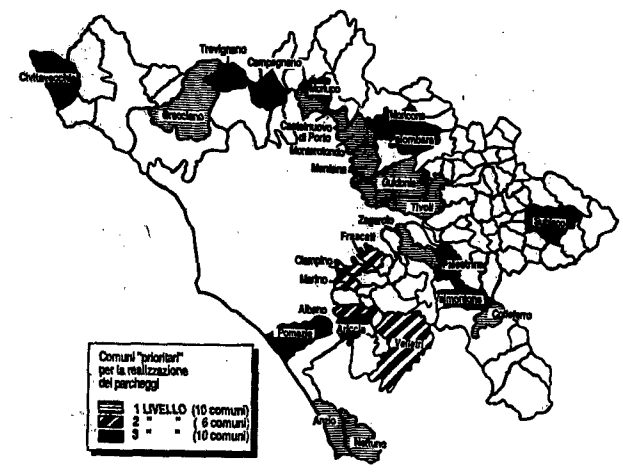 Trevignano
Campagnano
Civitavecchia
Morlupo
Bracciano
Moricone
Castelnuovo
di Porto
Palombara
Monterotondo
Mentana
Guidonia
Tivoli
Zagarolo
Subiaco
Frascati
Ciampino
Palestrina
Marino
Albano
Colleferro
Pomezia
Ariccia
Velletri
Comuni "prioritari"
per la realizzazione
dei parcheggi
1 LIVELLO (10 comuni)
2 " " ( 6 comuni)
3 " " (10 comuni)
Anzio
Nettuno